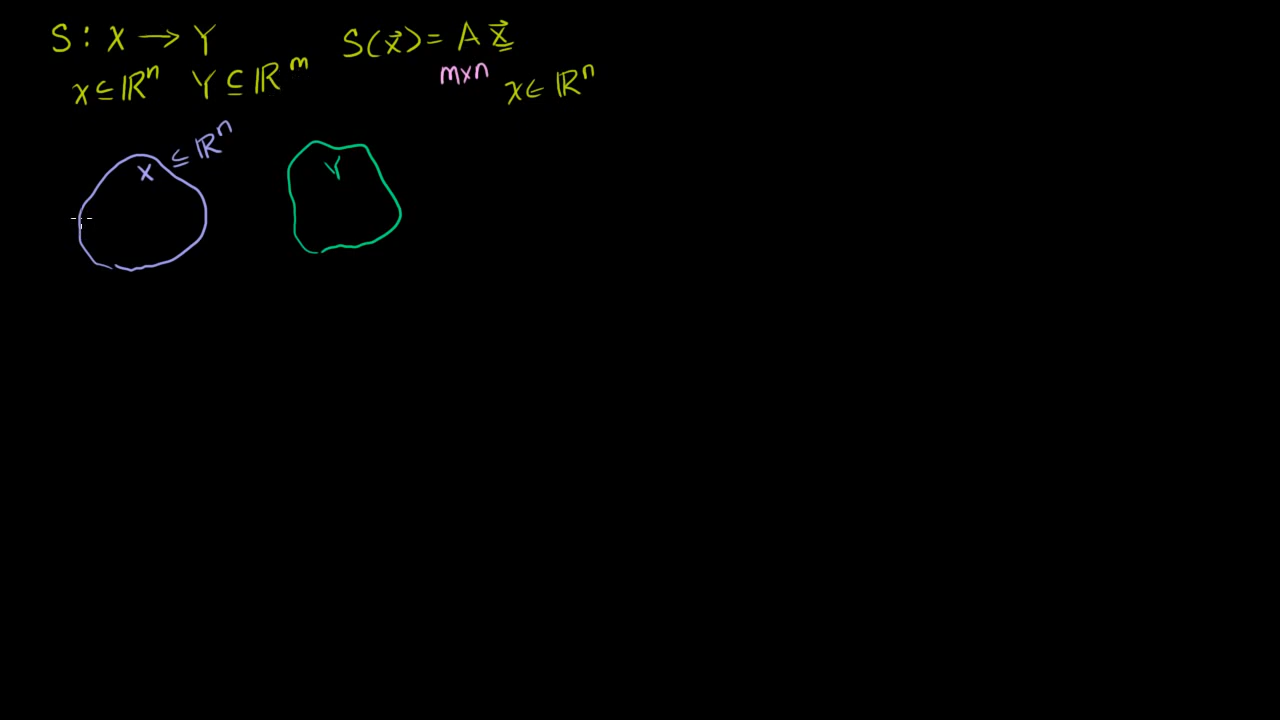 S : X → Y S(x⃗) = A x⃗
X ⊆ ℝⁿ Y ⊆ ℝᵐ m×n x ∈ ℝⁿ
X ⊆ ℝⁿ Y